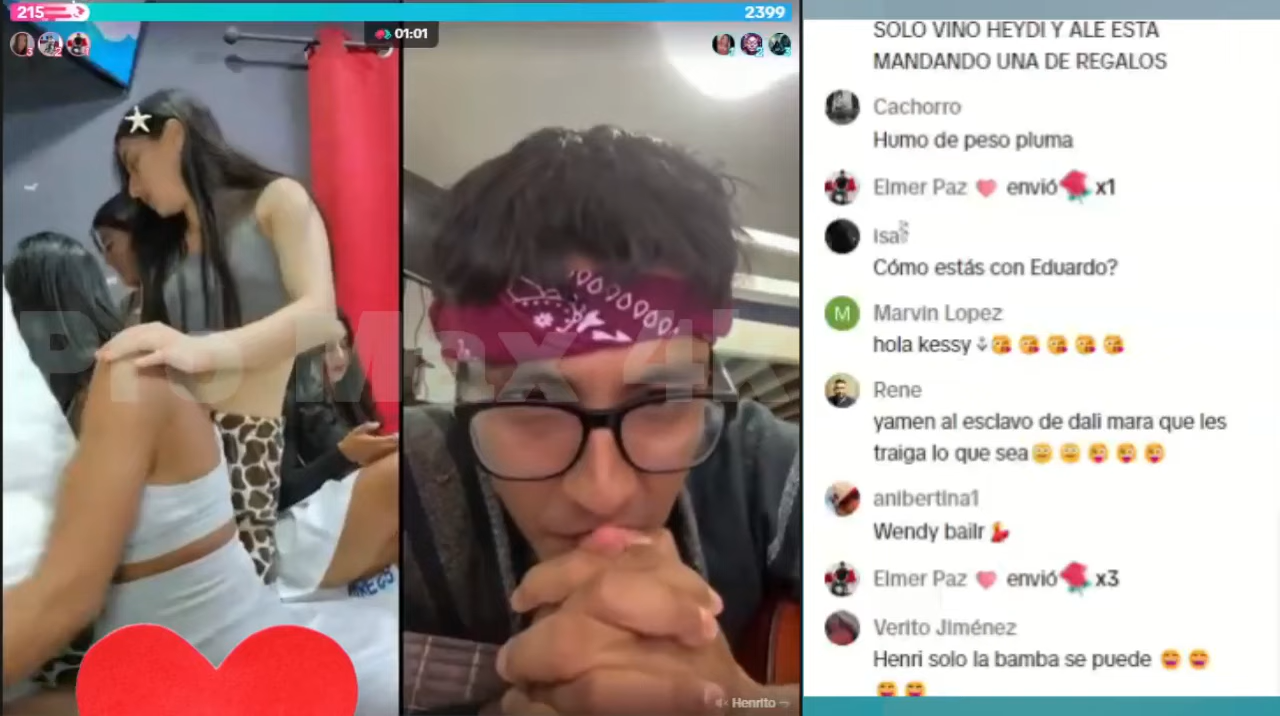 215
2399
01:01
Pro Max 4k
Henrito
SOLO VINO HEYDI Y ALE ESTA
MANDANDO UNA DE REGALOS
Cachorro
Humo de peso pluma
Elmer Paz envió x1
isa
Cómo estás con Eduardo?
M
Marvin Lopez
hola kessy
Rene
yamen al esclavo de dali mara que les
traiga lo que sea
anibertina1
Wendy bailr
Elmer Paz envió x3
Verito Jiménez
Henri solo la bamba se puede